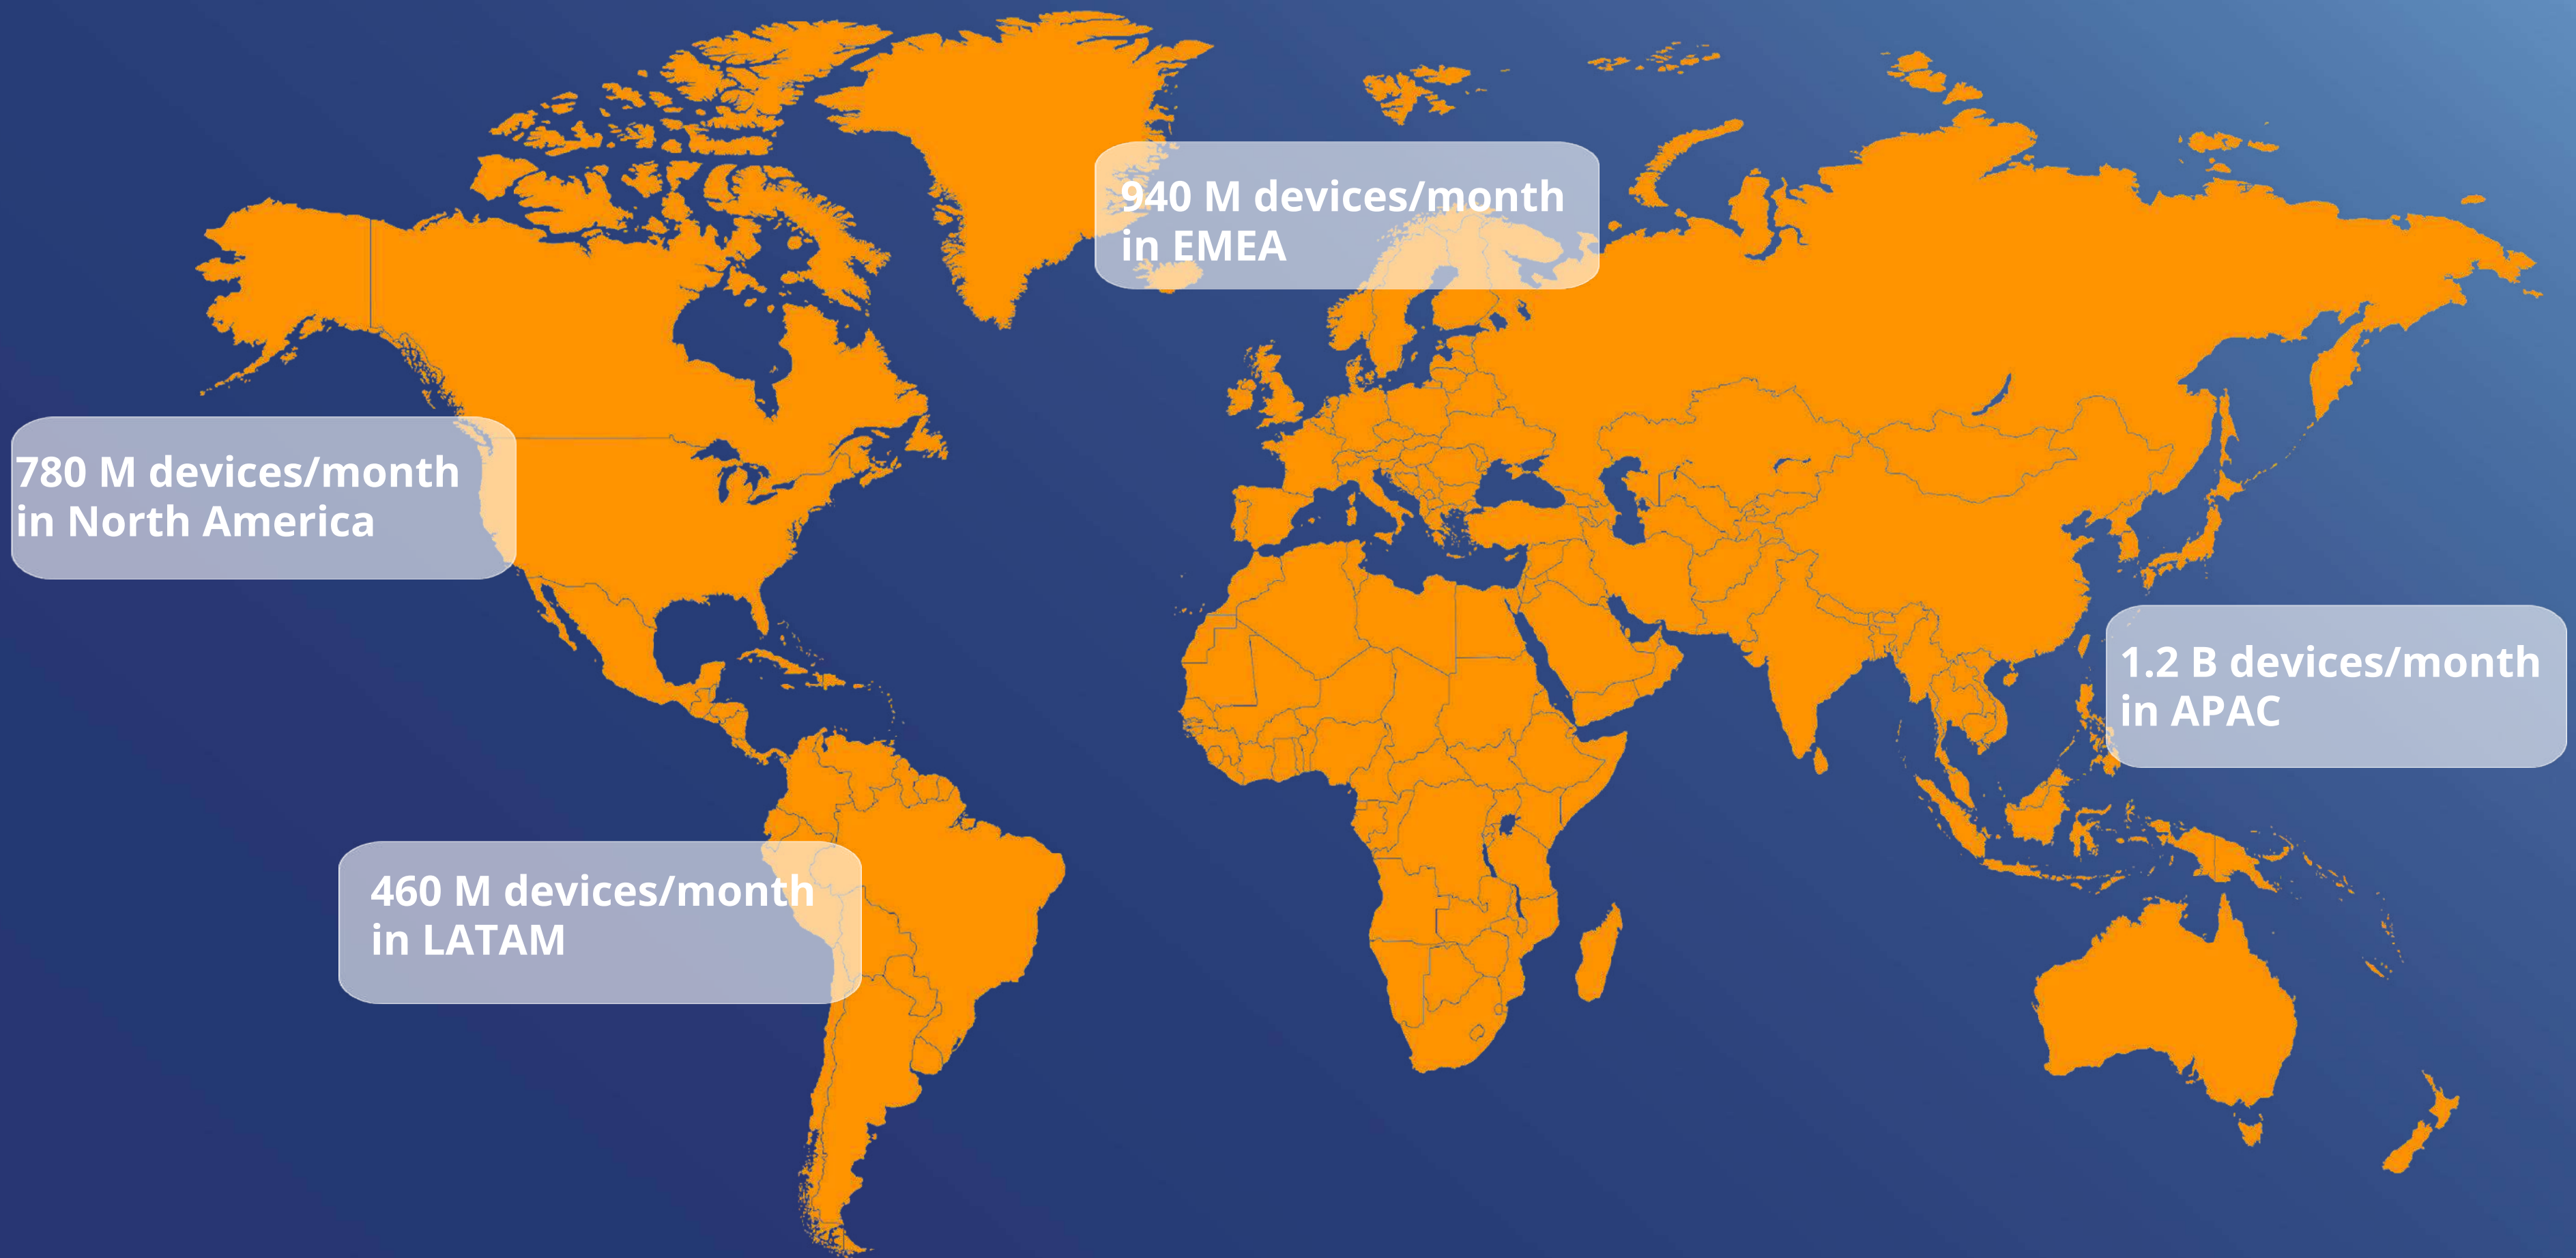 940 M devices/month
in EMEA
780 M devices/month
in North America
1.2 B devices/month
in APAC
460 M devices/month
in LATAM